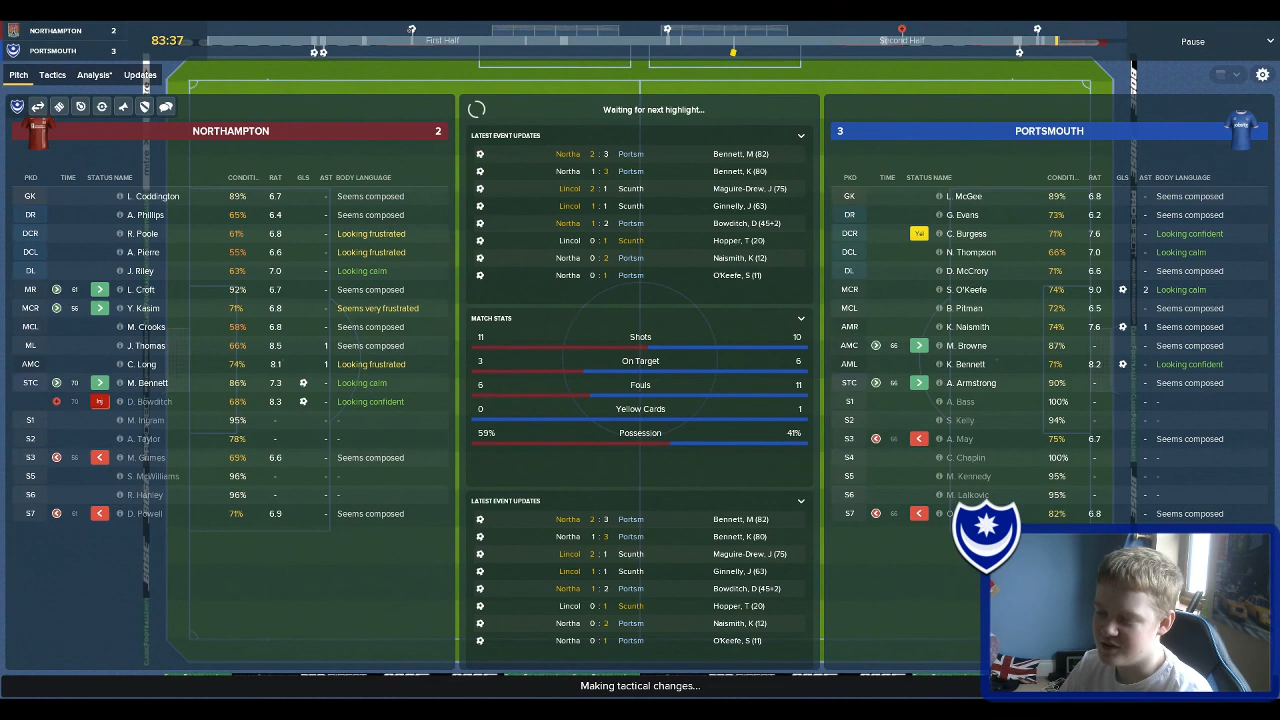 NORTHAMPTON 2
PORTSMOUTH 3
83:37
First Half
Second Half
Pause
Pitch Tactics Analysis* Updates
NORTHAMPTON 2
PKD TIME STATUS NAME CONDITI... RAT GLS AST BODY LANGUAGE
GK L. Coddington 89% 6.7 - Seems composed
DR A. Phillips 65% 6.4 - Seems composed
DCR R. Poole 61% 6.8 - Looking frustrated
DCL A. Pierre 55% 6.6 - Looking frustrated
DL J. Riley 63% 7.0 - Looking calm
MR 61 L. Croft 92% 6.7 - Seems composed
MCR 56 Y. Kasim 71% 6.8 - Seems very frustrated
MCL M. Crooks 58% 6.8 - Seems composed
ML J. Thomas 66% 8.5 1 Seems composed
AMC C. Long 74% 8.1 1 Looking frustrated
STC 70 M. Bennett 86% 7.3 - Looking calm
70 Inj D. Bowditch 68% 8.3 - Looking confident
S1 M. Ingram 95% - - -
S2 A. Taylor 78% - - -
S3 56 M. Grimes 69% 6.6 - Seems composed
S5 S. McWilliams 96% - - -
S6 R. Hanley 96% - - -
S7 61 D. Powell 71% 6.9 - Seems composed
Waiting for next highlight...
LATEST EVENT UPDATES
Northa 2 : 3 Portsm Bennett, M (82)
Northa 1 : 3 Portsm Bennett, K (80)
Lincol 2 : 1 Scunth Maguire-Drew, J (75)
Lincol 1 : 1 Scunth Ginnelly, J (63)
Northa 1 : 2 Portsm Bowditch, D (45+2)
Lincol 0 : 1 Scunth Hopper, T (20)
Northa 0 : 2 Portsm Naismith, K (12)
Northa 0 : 1 Portsm O'Keefe, S (11)
MATCH STATS
11 Shots 10
3 On Target 6
6 Fouls 11
0 Yellow Cards 1
59% Possession 41%
LATEST EVENT UPDATES
Northa 2 : 3 Portsm Bennett, M (82)
Northa 1 : 3 Portsm Bennett, K (80)
Lincol 2 : 1 Scunth Maguire-Drew, J (75)
Lincol 1 : 1 Scunth Ginnelly, J (63)
Northa 1 : 2 Portsm Bowditch, D (45+2)
Lincol 0 : 1 Scunth Hopper, T (20)
Northa 0 : 2 Portsm Naismith, K (12)
Northa 0 : 1 Portsm O'Keefe, S (11)
3 PORTSMOUTH
PKD TIME STATUS NAME CONDITI... RAT GLS AST BODY LANGUAGE
GK L. McGee 89% 6.8 - Seems composed
DR G. Evans 73% 6.2 - Seems composed
DCR Yel C. Burgess 71% 7.6 - Looking confident
DCL N. Thompson 66% 7.0 - Looking calm
DL D. McCrory 71% 6.6 - Seems composed
MCR S. O'Keefe 74% 9.0 2 Looking calm
MCL B. Pitman 72% 6.5 - Seems composed
AMR K. Naismith 74% 7.6 1 Seems composed
AMC 66 M. Browne 87% - - Seems composed
AML K. Bennett 71% 8.2 - Looking confident
STC 66 A. Armstrong 90% - - Seems composed
S1 A. Bass 100% - - -
S2 S. Kelly 94% - - -
S3 66 A. May 75% 6.7 - Seems composed
S4 C. Chaplin 100% - - -
S5 M. Kennedy 95% - - -
S6 M. Lalkovic 95% - - -
S7 66 82% 6.8 - Seems composed
Making tactical changes...